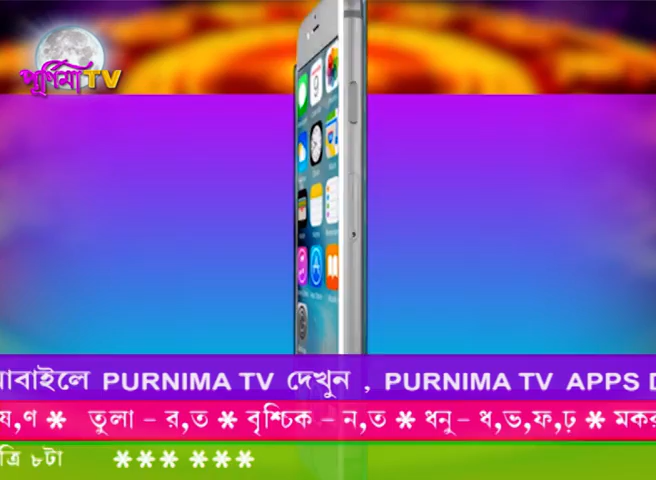 পূর্ণিমা TV
মোবাইলে PURNIMA TV দেখুন , PURNIMA TV APPS D
ষ,ণ ✱ তুলা – র,ত ✱ বৃশ্চিক – ন,ত ✱ ধনু – ধ,ভ,ফ,ঢ় ✱ মকর
ত্রি ৮টা ✱✱✱ ✱✱✱